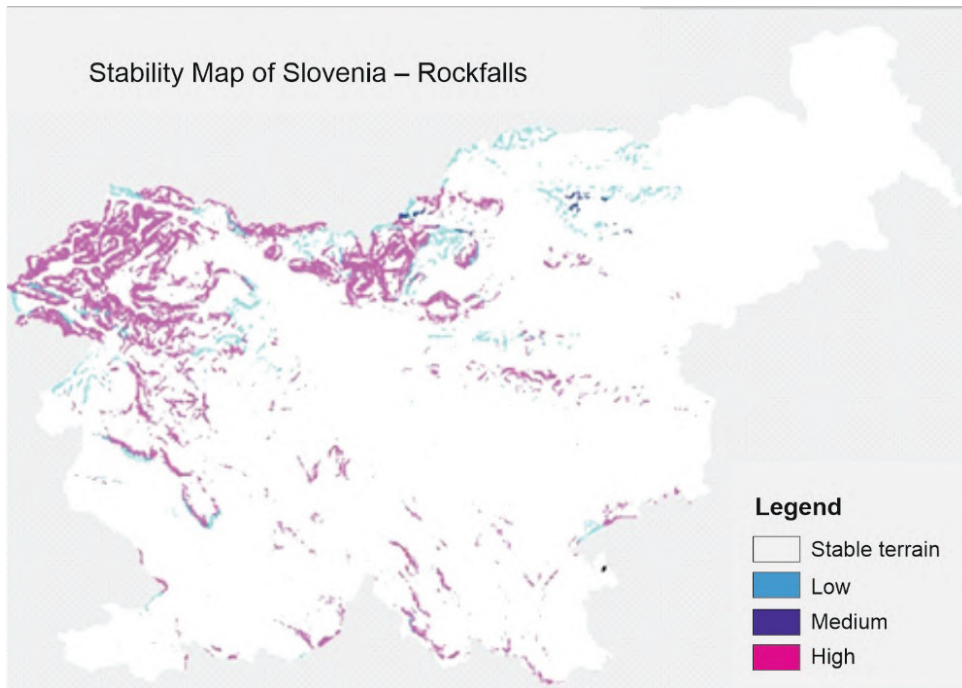 Stability Map of Slovenia – Rockfalls
Legend
Stable terrain
Low
Medium
High